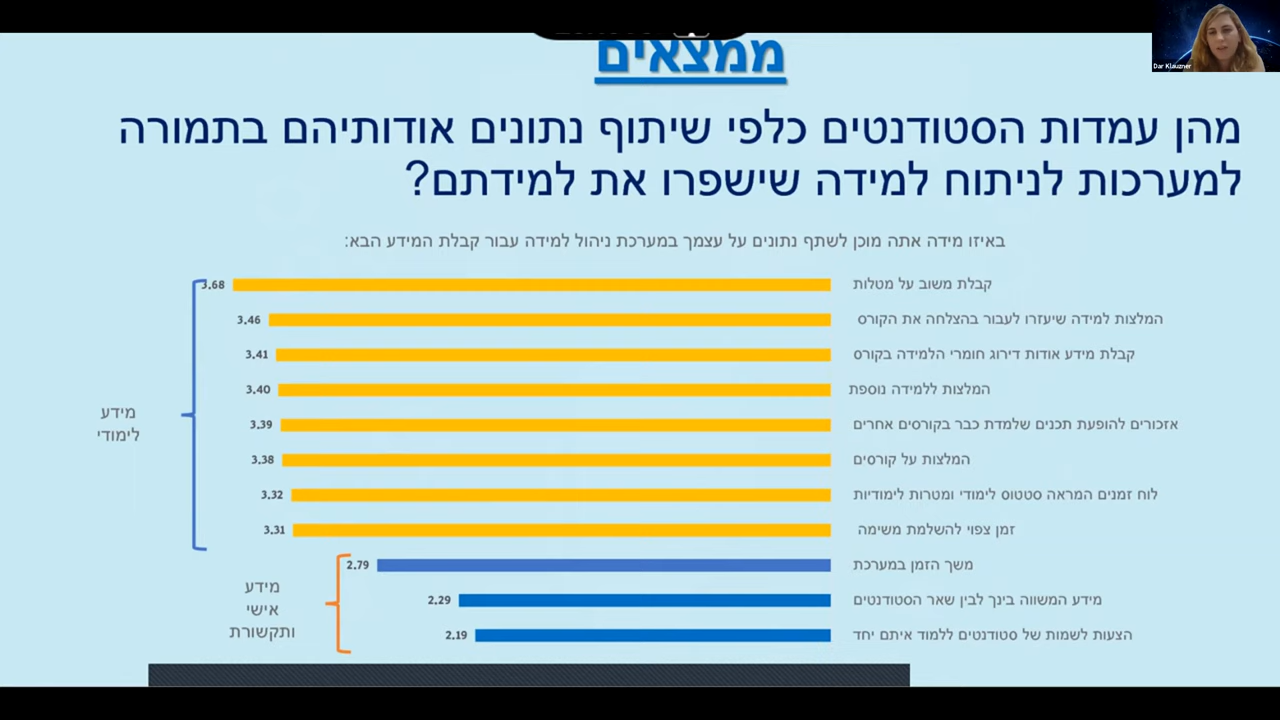 Dar Klauzner
ממצאים
מהן עמדות הסטודנטים כלפי שיתוף נתונים אודותיהם בתמורה
למערכות לניתוח למידה שישפרו את למידתם?
באיזו מידה אתה מוכן לשתף נתונים על עצמך במערכת ניהול למידה עבור קבלת המידע הבא:
קבלת משוב על מטלות 3.68
המלצות למידה שיעזרו לעבור בהצלחה את הקורס 3.46
קבלת מידע אודות דירוג חומרי הלמידה בקורס 3.41
המלצות ללמידה נוספת 3.40
אזכורים להופעת תכנים שלמדת כבר בקורסים אחרים 3.39
המלצות על קורסים 3.38
לוח זמנים המראה סטטוס לימודי ומטרות לימודיות 3.32
זמן צפוי להשלמת משימה 3.31
משך הזמן במערכת 2.79
מידע המשווה בינך לבין שאר הסטודנטים 2.29
הצעות לשמות של סטודנטים ללמוד איתם יחד 2.19
מידע
לימודי
מידע
אישי
ותקשורת